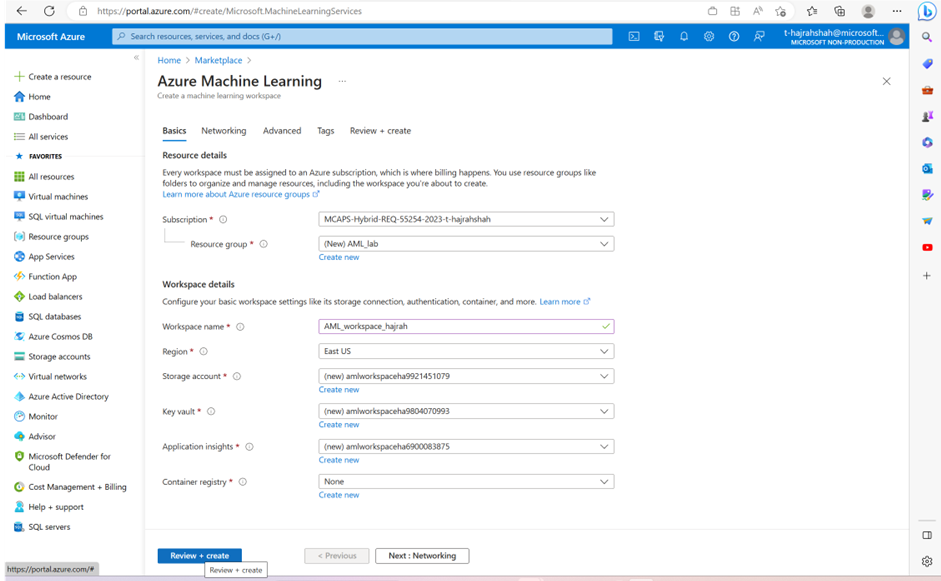 https://portal.azure.com/#create/Microsoft.MachineLearningServices
Microsoft Azure
Search resources, services, and docs (G+/)
t-hajrahshah@microsoft...
MICROSOFT NON-PRODUCTION
Create a resource
Home
Dashboard
All services
FAVORITES
All resources
Virtual machines
SQL virtual machines
Resource groups
App Services
Function App
Load balancers
SQL databases
Azure Cosmos DB
Storage accounts
Virtual networks
Azure Active Directory
Monitor
Advisor
Microsoft Defender for
Cloud
Cost Management + Billing
Help + support
SQL servers
https://portal.azure.com/#
Home > Marketplace >
Azure Machine Learning ...
Create a machine learning workspace
Basics Networking Advanced Tags Review + create
Resource details
Every workspace must be assigned to an Azure subscription, which is where billing happens. You use resource groups like
folders to organize and manage resources, including the workspace you're about to create.
Learn more about Azure resource groups
Subscription * MCAPS-Hybrid-REQ-55254-2023-t-hajrahshah
Resource group * (New) AML_lab
Create new
Workspace details
Configure your basic workspace settings like its storage connection, authentication, container, and more. Learn more
Workspace name * AML_workspace_hajrah
Region * East US
Storage account * (new) amlworkspaceha9921451079
Create new
Key vault * (new) amlworkspaceha9804070993
Create new
Application insights * (new) amlworkspaceha6900083875
Create new
Container registry * None
Create new
Review + create < Previous Next : Networking
Review + create